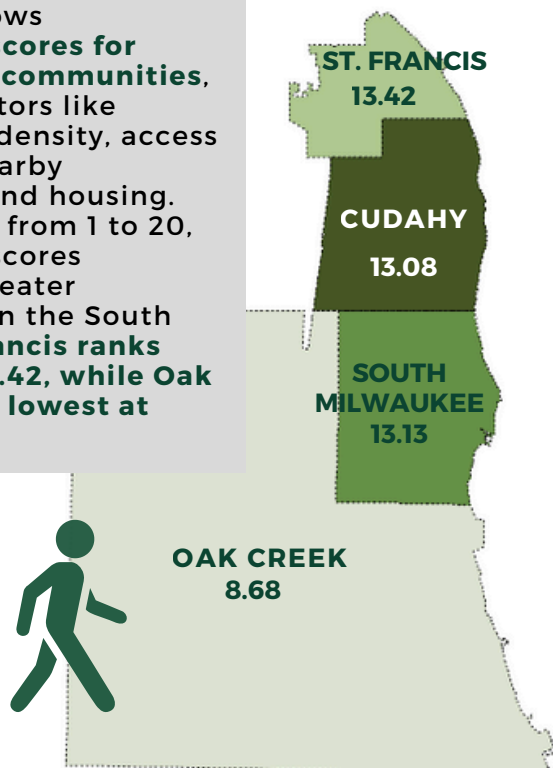 ows
scores for
communities,
tors like
density, access
arby
nd housing.
from 1 to 20,
scores
eater
n the South
ancis ranks
.42, while Oak
lowest at
ST. FRANCIS
13.42
CUDAHY
13.08
SOUTH
MILWAUKEE
13.13
OAK CREEK
8.68